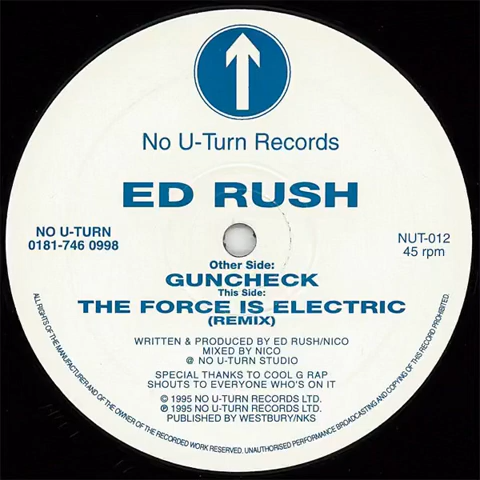 No U-Turn Records
ED RUSH
NO U-TURN
0181-746 0998
NUT-012
45 rpm
Other Side:
GUNCHECK
This Side:
THE FORCE IS ELECTRIC
(REMIX)
WRITTEN & PRODUCED BY ED RUSH/NICO
MIXED BY NICO
@ NO U-TURN STUDIO
SPECIAL THANKS TO COOL G RAP
SHOUTS TO EVERYONE WHO'S ON IT
© 1995 NO U-TURN RECORDS LTD.
℗ 1995 NO U-TURN RECORDS LTD.
PUBLISHED BY WESTBURY/NKS
ALL RIGHTS OF THE MANUFACTURER AND OF THE OWNER OF THE RECORDED WORK RESERVED. UNAUTHORISED PERFORMANCE BROADCASTING AND COPYING OF THIS RECORD PROHIBITED.